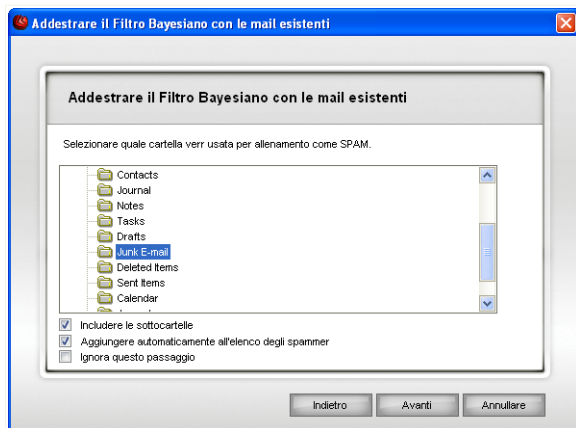 Addestrare il Filtro Bayesiano con le mail esistenti
Addestrare il Filtro Bayesiano con le mail esistenti
Selezionare quale cartella verr usata per allenamento come SPAM.
Contacts
Journal
Notes
Tasks
Drafts
Junk E-mail
Deleted Items
Sent Items
Calendar
Includere le sottocartelle
Aggiungere automaticamente all'elenco degli spammer
Ignora questo passaggio
Indietro
Avanti
Annullare